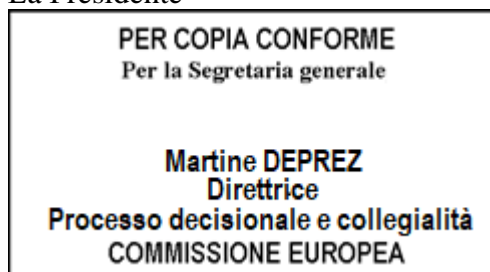 La Presidente
PER COPIA CONFORME
Per la Segretaria generale
Martine DEPREZ
Direttrice
Processo decisionale e collegialità
COMMISSIONE EUROPEA